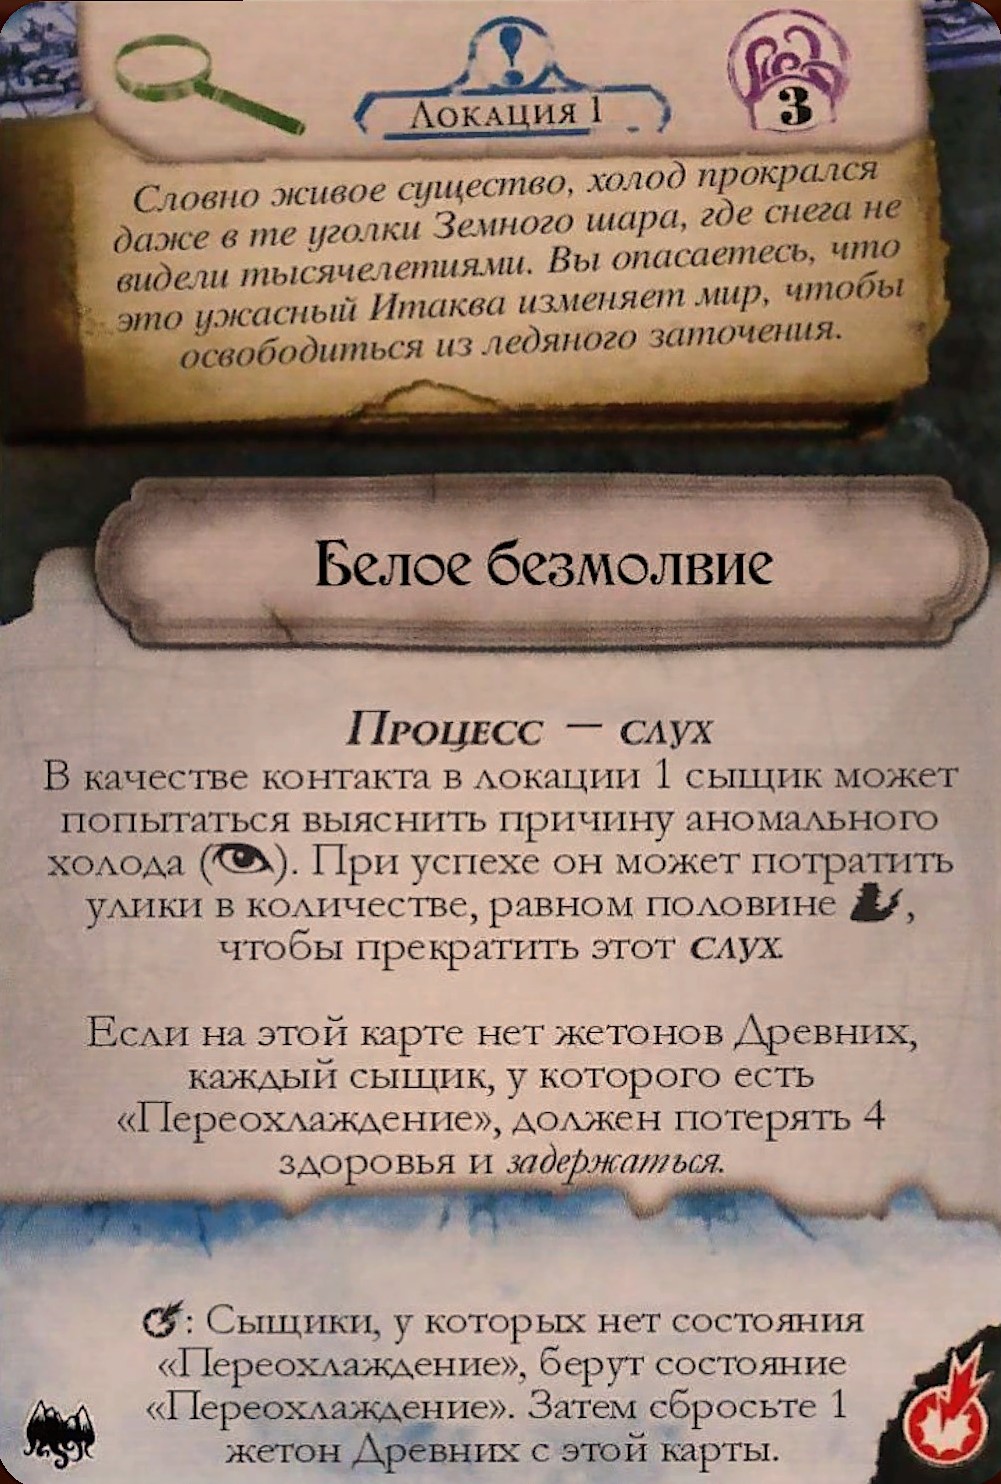 Локация 1
3
Словно живое существо, холод прокрался
даже в те уголки Земного шара, где снега не
видели тысячелетиями. Вы опасаетесь, что
это ужасный Итаква изменяет мир, чтобы
освободиться из ледяного заточения.
Белое безмолвие
Процесс — слух
В качестве контакта в локации 1 сыщик может
попытаться выяснить причину аномального
холода (). При успехе он может потратить
улики в количестве, равном половине ,
чтобы прекратить этот слух.
Если на этой карте нет жетонов Древних,
каждый сыщик, у которого есть
«Переохлаждение», должен потерять 4
здоровья и задержаться.
: Сыщики, у которых нет состояния
«Переохлаждение», берут состояние
«Переохлаждение». Затем сбросьте 1
жетон Древних с этой карты.